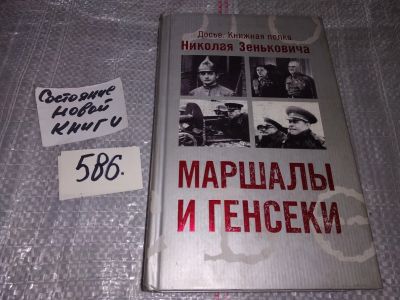 Состояние
новой
книги
586.
Досье. Книжная полка
Николая Зеньковича
МАРШАЛЫ
И ГЕНСЕКИ